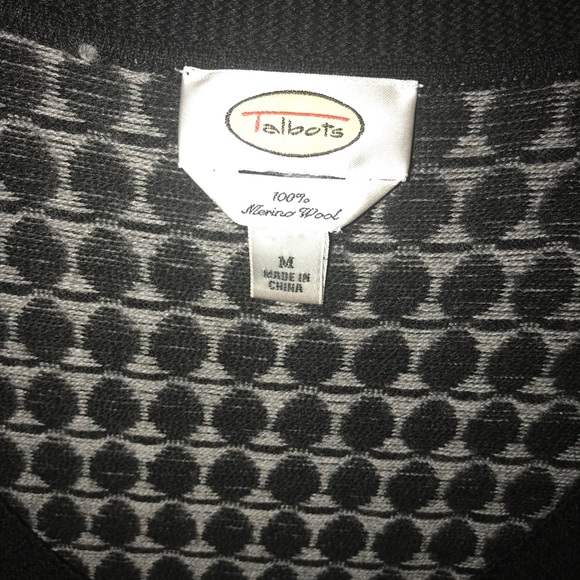 Talbots
100%
Merino Wool
M
MADE IN
CHINA